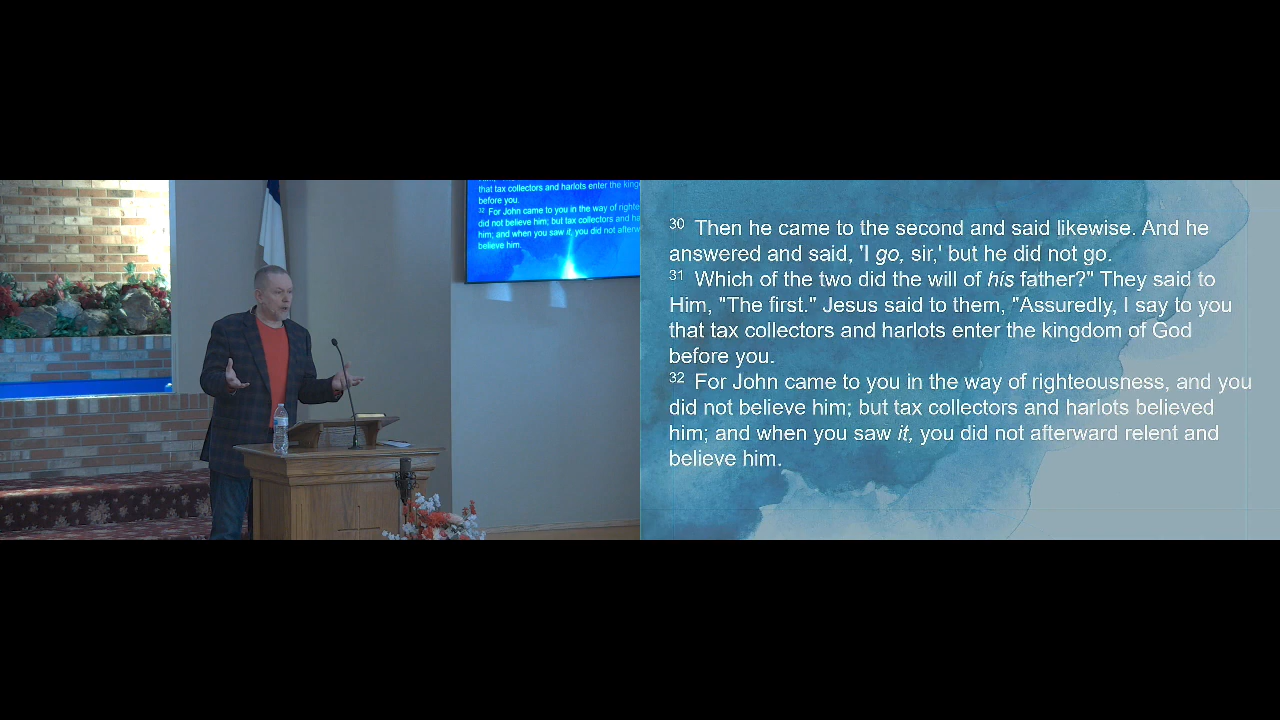 that tax collectors and harlots enter the king
before you.
32 For John came to you in the way of righte
did not believe him; but tax collectors and ha
him; and when you saw it, you did not afterw
believe him.
30 Then he came to the second and said likewise. And he
answered and said, 'I go, sir,' but he did not go.
31 Which of the two did the will of his father?" They said to
Him, "The first." Jesus said to them, "Assuredly, I say to you
that tax collectors and harlots enter the kingdom of God
before you.
32 For John came to you in the way of righteousness, and you
did not believe him; but tax collectors and harlots believed
him; and when you saw it, you did not afterward relent and
believe him.